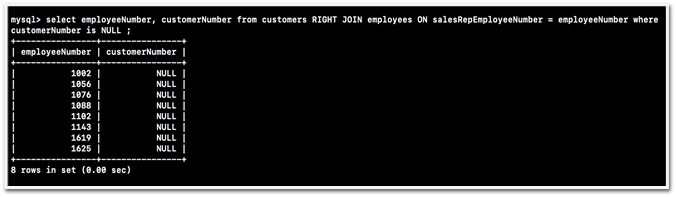 mysql> select employeeNumber, customerNumber from customers RIGHT JOIN employees ON salesRepEmployeeNumber = employeeNumber where
customerNumber is NULL ;
+----------------+----------------+
| employeeNumber | customerNumber |
+----------------+----------------+
|           1002 |           NULL |
|           1056 |           NULL |
|           1076 |           NULL |
|           1088 |           NULL |
|           1102 |           NULL |
|           1143 |           NULL |
|           1619 |           NULL |
|           1625 |           NULL |
+----------------+----------------+
8 rows in set (0.00 sec)